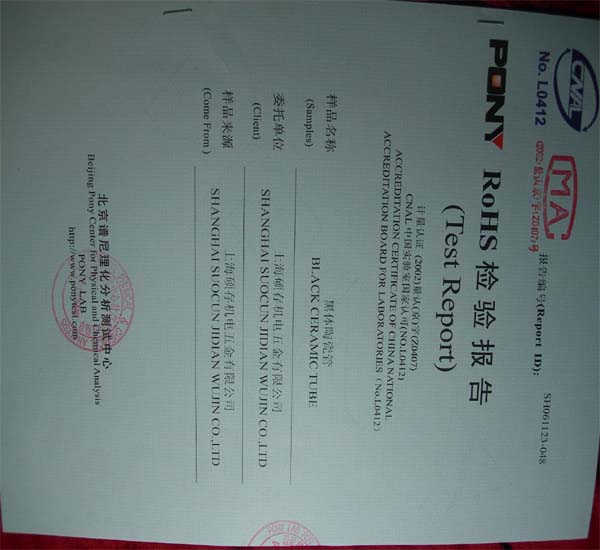 CNAL
No. L0412
MA
(2002)量认(京)字(Z0407)号
报告编号(Report ID): SH061123-048
PONY RoHS 检验报告
(Test Report)
计量认证 (2002)量认(京)字(Z0407)
CNAL 中国实验室国家认可(NO.L0412)
ACCREDITATION CERTIFICATE OF CHINA NATIONAL
ACCREDITATION BOARD FOR LABORATORIES (No.L0412)
样品名称 黑体陶瓷管
(Samples) BLACK CERAMIC TUBE
委托单位 上海硕存机电五金有限公司
(Client) SHANGHAI SUOCUN JIDIAN WUJIN CO.,LTD
样品来源 上海硕存机电五金有限公司
(Come From) SHANGHAI SUOCUN JIDIAN WUJIN CO.,LTD
北京谱尼理化分析测试中心
Beijing Pony Center for Physical and Chemical Analysis
PONY LAB
http://www.ponytest.com